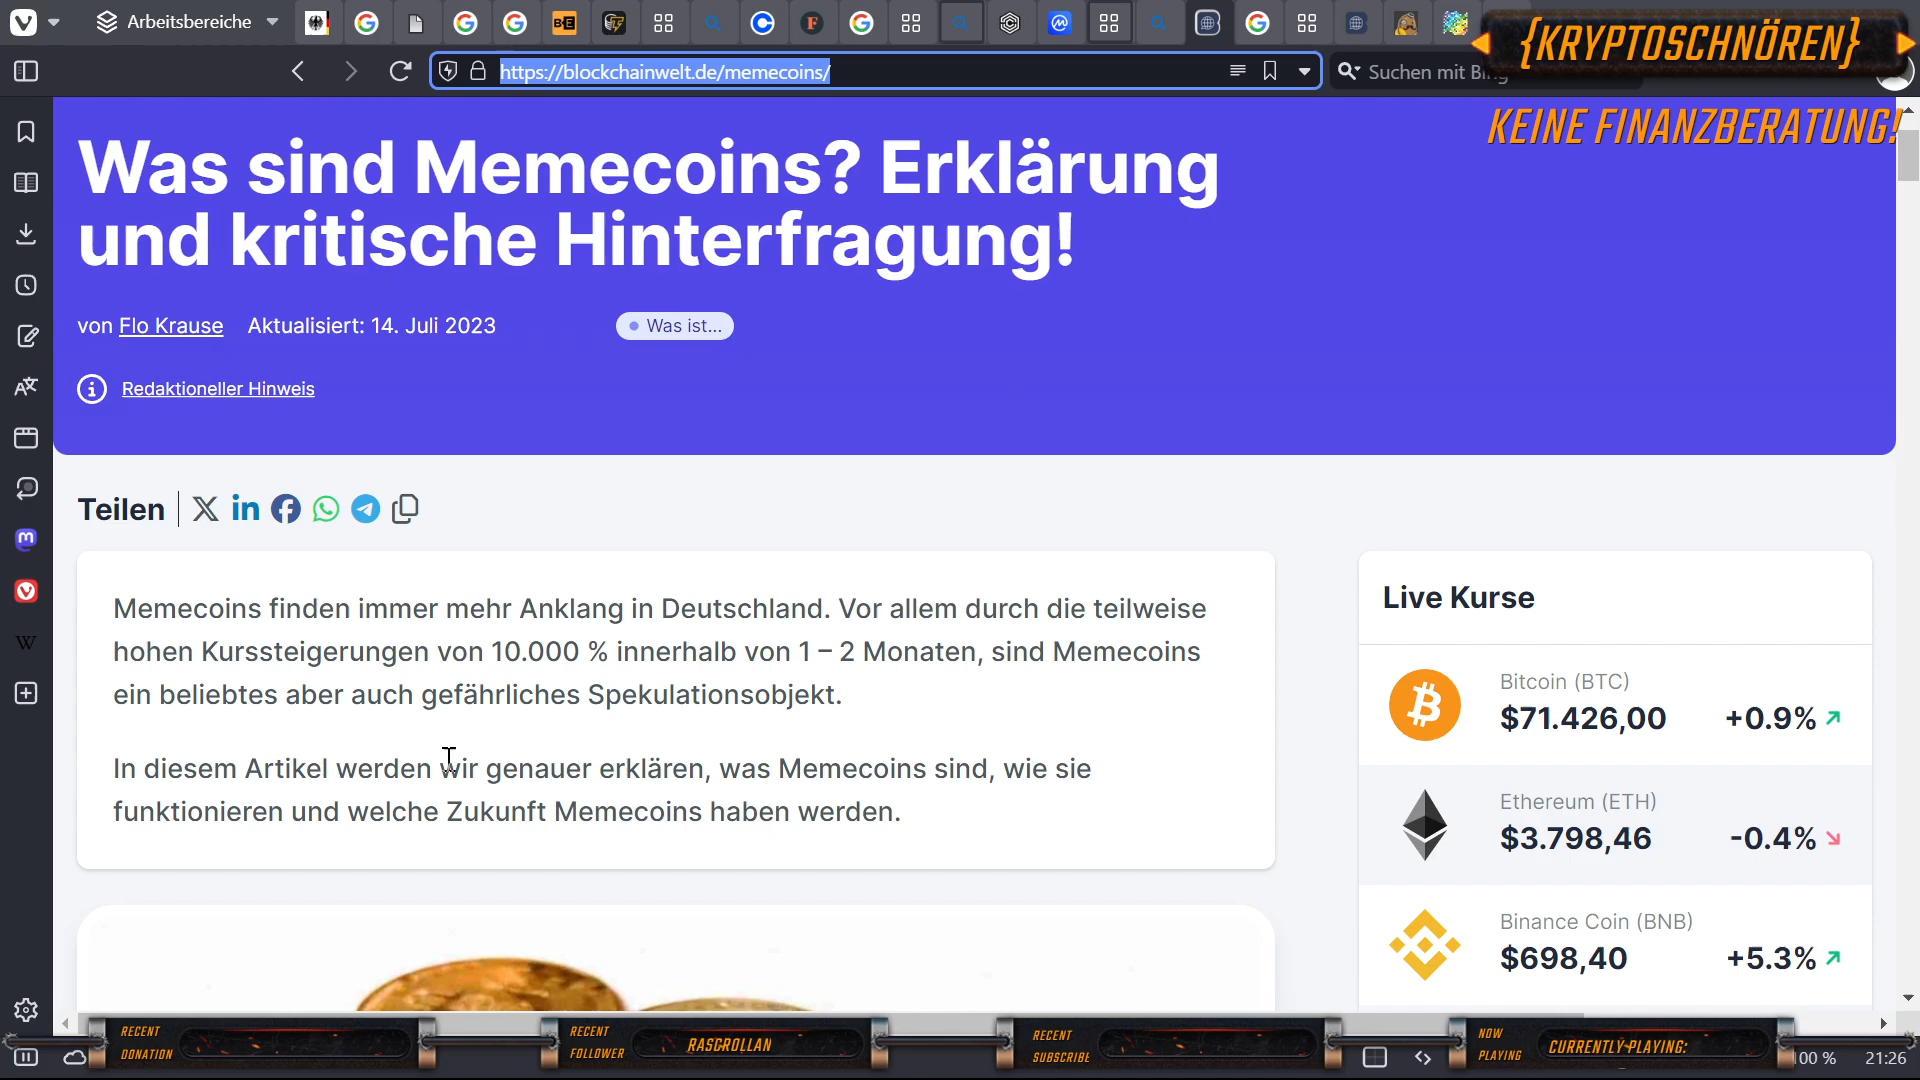 Arbeitsbereiche
{KRYPTOSCHNÖREN}
https://blockchainwelt.de/memecoins/
Suchen mit Bing
KEINE FINANZBERATUNG!
Was sind Memecoins? Erklärung
und kritische Hinterfragung!
von Flo Krause Aktualisiert: 14. Juli 2023 Was ist...
Redaktioneller Hinweis
Teilen
Memecoins finden immer mehr Anklang in Deutschland. Vor allem durch die teilweise
hohen Kurssteigerungen von 10.000 % innerhalb von 1 – 2 Monaten, sind Memecoins
ein beliebtes aber auch gefährliches Spekulationsobjekt.
In diesem Artikel werden wir genauer erklären, was Memecoins sind, wie sie
funktionieren und welche Zukunft Memecoins haben werden.
Live Kurse
Bitcoin (BTC)
$71.426,00 +0.9%
Ethereum (ETH)
$3.798,46 -0.4%
Binance Coin (BNB)
$698,40 +5.3%
RECENT
DONATION
RECENT
FOLLOWER
RASGROLLAN
RECENT
SUBSCRIBE
NOW
PLAYING
CURRENTLY PLAYING:
00 %
21:26